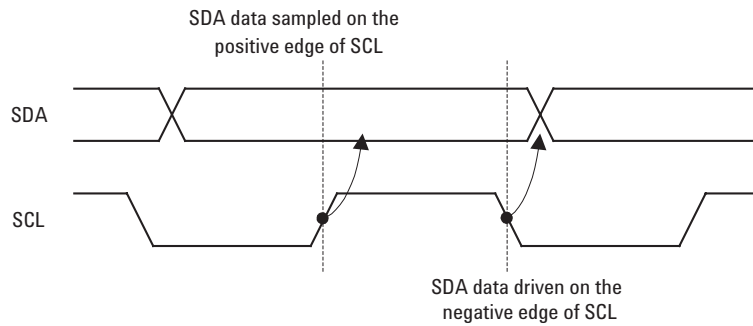 SDA data sampled on the
positive edge of SCL
SDA
SCL
SDA data driven on the
negative edge of SCL